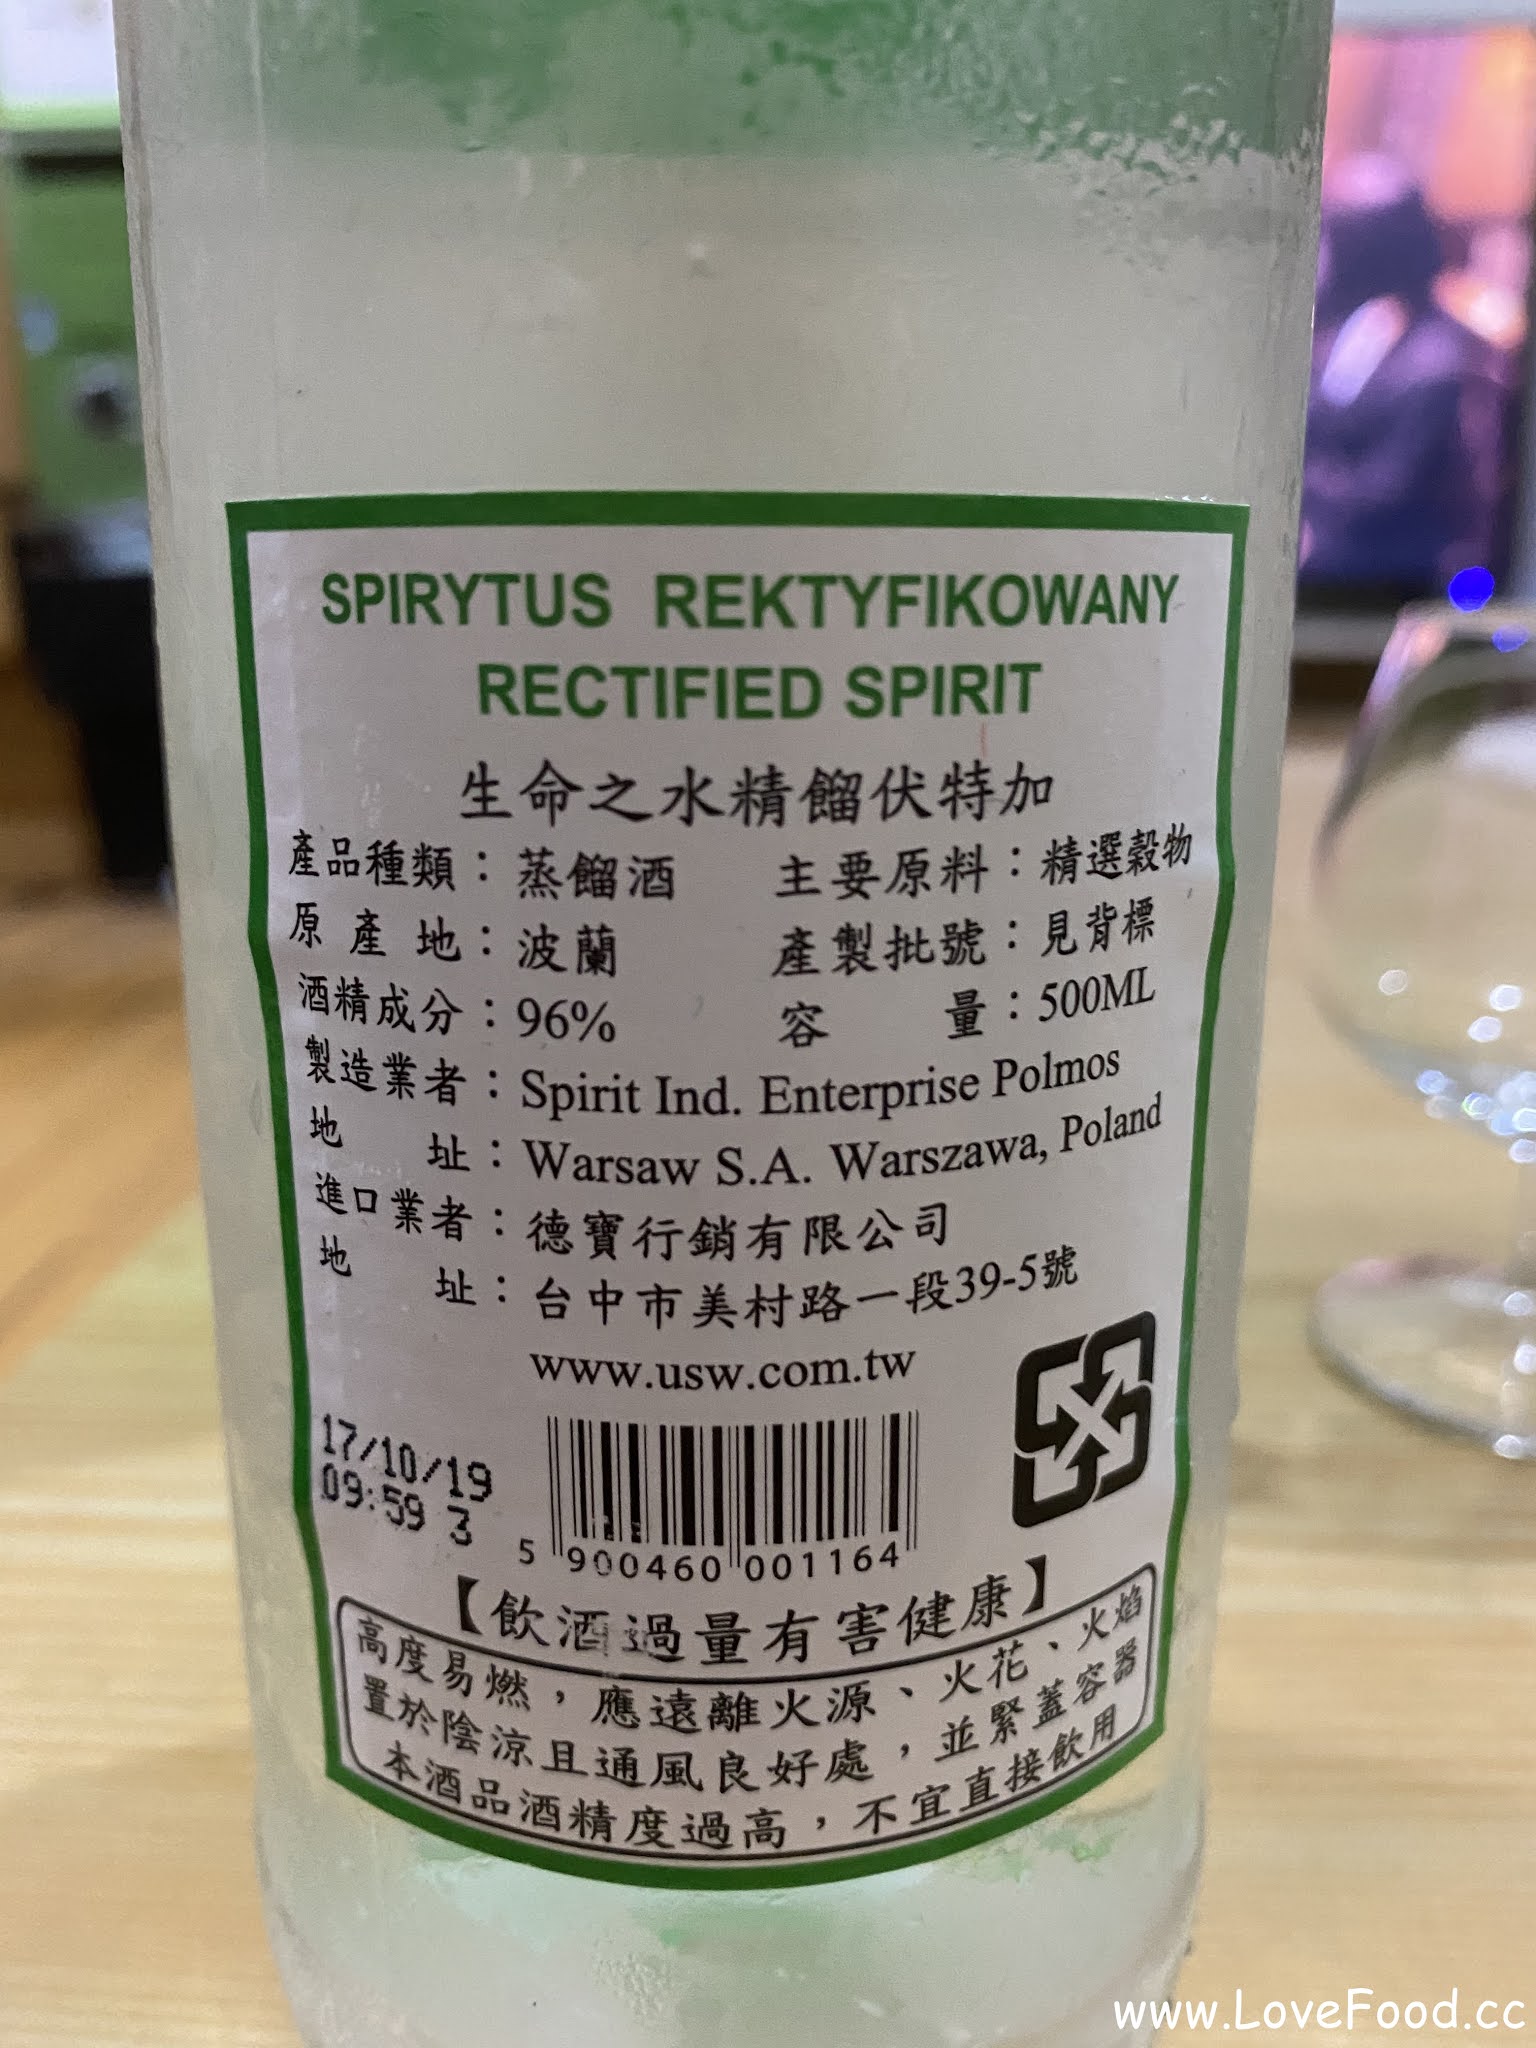 SPIRYTUS REKTYFIKOWANY
RECTIFIED SPIRIT
生命之水精餾伏特加
產品種類：蒸餾酒 主要原料：精選穀物
原產地：波蘭 產製批號：見背標
酒精成分：96% 容量：500ML
製造業者：Spirit Ind. Enterprise Polmos
地址：Warsaw S.A. Warszawa, Poland
進口業者：德寶行銷有限公司
地址：台中市美村路一段39-5號
www.usw.com.tw
17/10/19
09:59 3
5 900460 001164
【飲酒過量有害健康】
高度易燃，應遠離火源、火花、火焰
置於陰涼且通風良好處，並緊蓋容器
本酒品酒精度過高，不宜直接飲用
www.LoveFood.cc